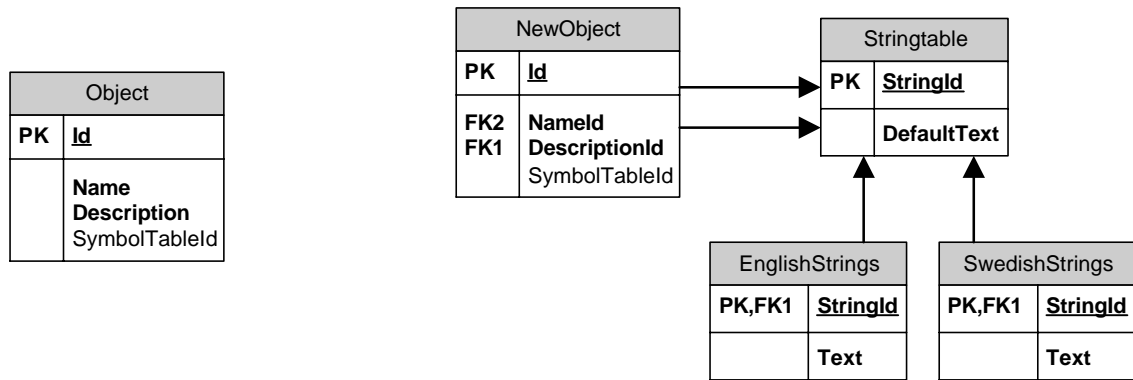 Object
PK Id
Name
Description
SymbolTableId
NewObject
PK Id
FK2 NameId
FK1 DescriptionId
SymbolTableId
Stringtable
PK StringId
DefaultText
EnglishStrings
PK,FK1 StringId
Text
SwedishStrings
PK,FK1 StringId
Text